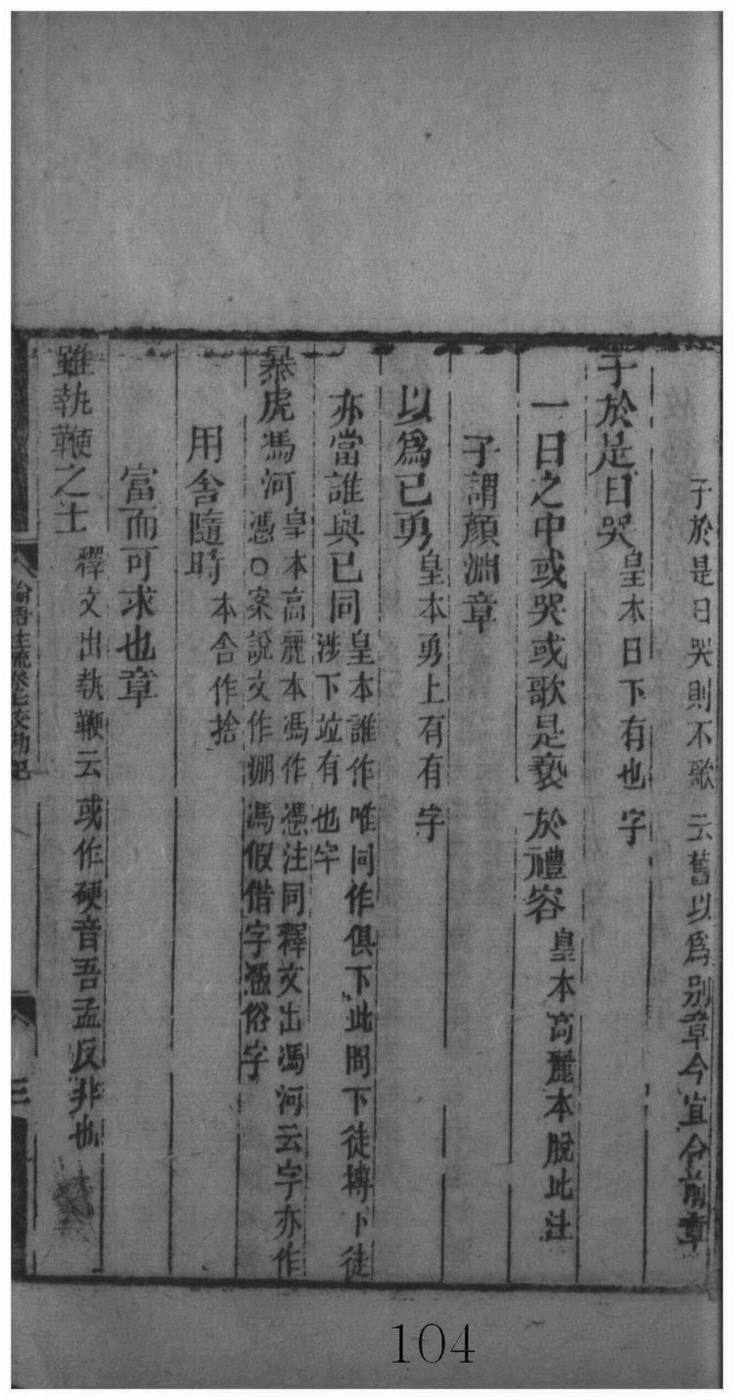 子於是日哭則不歌 云舊以爲別章今宜合前章
子於是日哭 皇本日下有也字
一日之中或哭或歌是褻於禮容 皇本高麗本脫此注
子謂顏淵章
以爲己勇 皇本勇上有有字
亦當誰與己同 皇本誰作唯同作俱下此間下徒搏下徒
涉下竝有也字
暴虎馮河 皇本高麗本馮作憑注同釋文出馮河云字亦作
憑○案說文作淜馮假借字憑俗字
用舍隨時 本舍作捨
富而可求也章
雖執鞭之士 釋文出執鞭云或作硬音吾孟反非也
論語注疏卷七校勘記
三
104